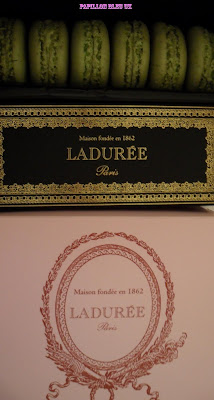 PAPILLON BLEU UK
Maison fondée en 1862
LADURÉE
Paris
Maison fondée en 1862
LADURÉE
Paris